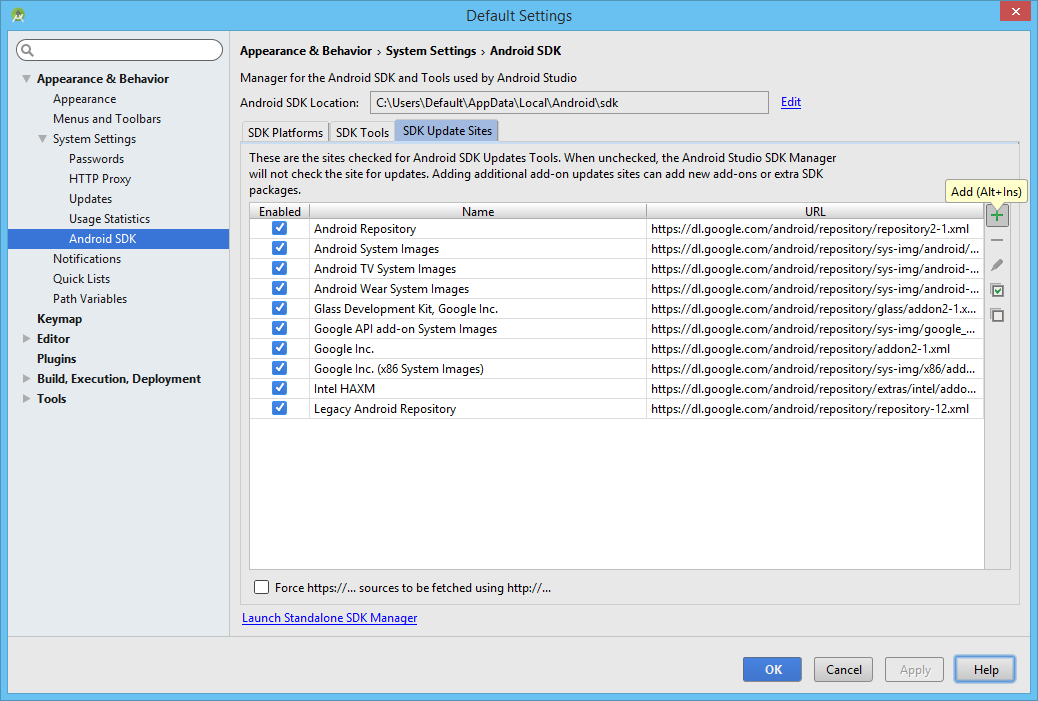 Default Settings
Appearance & Behavior
Appearance
Menus and Toolbars
System Settings
Passwords
HTTP Proxy
Updates
Usage Statistics
Android SDK
Notifications
Quick Lists
Path Variables
Keymap
Editor
Plugins
Build, Execution, Deployment
Tools
Appearance & Behavior › System Settings › Android SDK
Manager for the Android SDK and Tools used by Android Studio
Android SDK Location: C:\Users\Default\AppData\Local\Android\sdk Edit
SDK Platforms SDK Tools SDK Update Sites
These are the sites checked for Android SDK Updates Tools. When unchecked, the Android Studio SDK Manager
will not check the site for updates. Adding additional add-on updates sites can add new add-ons or extra SDK
packages.
Add (Alt+Ins)
Enabled Name URL
Android Repository https://dl.google.com/android/repository/repository2-1.xml
Android System Images https://dl.google.com/android/repository/sys-img/android/...
Android TV System Images https://dl.google.com/android/repository/sys-img/android-...
Android Wear System Images https://dl.google.com/android/repository/sys-img/android-...
Glass Development Kit, Google Inc. https://dl.google.com/android/repository/glass/addon2-1.x...
Google API add-on System Images https://dl.google.com/android/repository/sys-img/google_...
Google Inc. https://dl.google.com/android/repository/addon2-1.xml
Google Inc. (x86 System Images) https://dl.google.com/android/repository/sys-img/x86/add...
Intel HAXM https://dl.google.com/android/repository/extras/intel/addo...
Legacy Android Repository https://dl.google.com/android/repository/repository-12.xml
Force https://... sources to be fetched using http://...
Launch Standalone SDK Manager
OK Cancel Apply Help